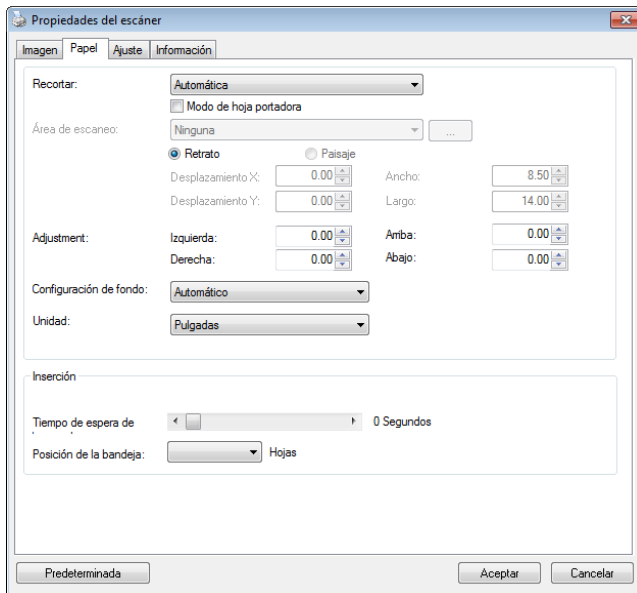 Propiedades del escáner
Imagen Papel Ajuste Información
Recortar: Automática
Modo de hoja portadora
Área de escaneo: Ninguna ...
Retrato Paisaje
Desplazamiento X: 0.00 Ancho: 8.50
Desplazamiento Y: 0.00 Largo: 14.00
Adjustment: Izquierda: 0.00 Arriba: 0.00
Derecha: 0.00 Abajo: 0.00
Configuración de fondo: Automático
Unidad: Pulgadas
Inserción
Tiempo de espera de 0 Segundos
Posición de la bandeja: Hojas
Predeterminada Aceptar Cancelar